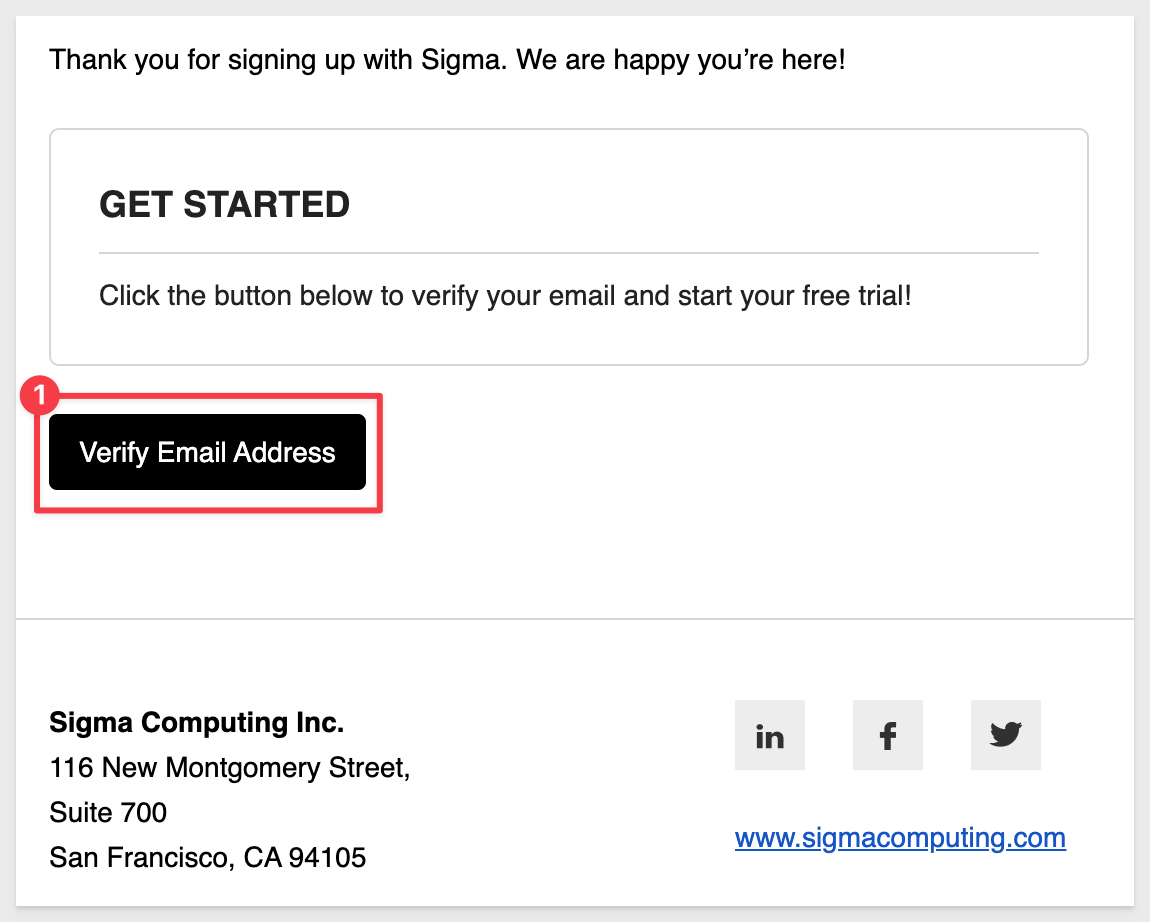 Thank you for signing up with Sigma. We are happy you’re here!
GET STARTED
Click the button below to verify your email and start your free trial!
1
Verify Email Address
Sigma Computing Inc.
116 New Montgomery Street,
Suite 700
San Francisco, CA 94105
in
f
www.sigmacomputing.com